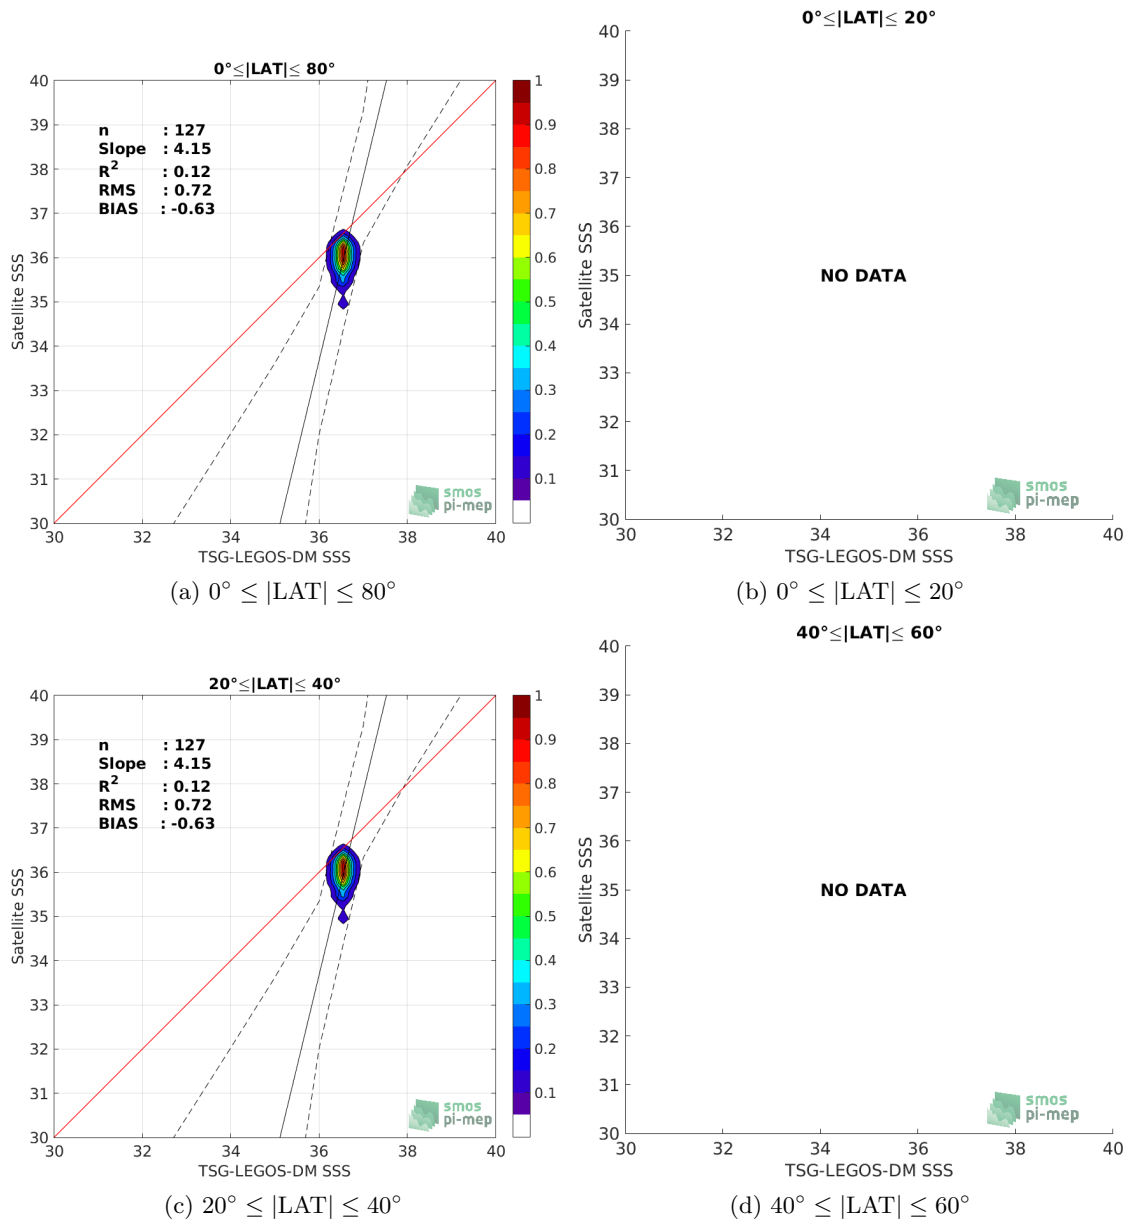 0°≤|LAT|≤ 80°
n : 127
Slope : 4.15
R² : 0.12
RMS : 0.72
BIAS : -0.63
40
39
38
37
36
35
34
33
32
31
30
Satellite SSS
30 32 34 36 38 40
TSG-LEGOS-DM SSS
1
0.9
0.8
0.7
0.6
0.5
0.4
0.3
0.2
0.1
smos
pi-mep
(a) 0° ≤ |LAT| ≤ 80°
0°≤|LAT|≤ 20°
40
39
38
37
36
35
34
33
32
31
30
Satellite SSS
NO DATA
smos
pi-mep
30 32 34 36 38 40
TSG-LEGOS-DM SSS
(b) 0° ≤ |LAT| ≤ 20°
20°≤|LAT|≤ 40°
n : 127
Slope : 4.15
R² : 0.12
RMS : 0.72
BIAS : -0.63
40
39
38
37
36
35
34
33
32
31
30
Satellite SSS
30 32 34 36 38 40
TSG-LEGOS-DM SSS
1
0.9
0.8
0.7
0.6
0.5
0.4
0.3
0.2
0.1
smos
pi-mep
(c) 20° ≤ |LAT| ≤ 40°
40°≤|LAT|≤ 60°
40
39
38
37
36
35
34
33
32
31
30
Satellite SSS
NO DATA
smos
pi-mep
30 32 34 36 38 40
TSG-LEGOS-DM SSS
(d) 40° ≤ |LAT| ≤ 60°